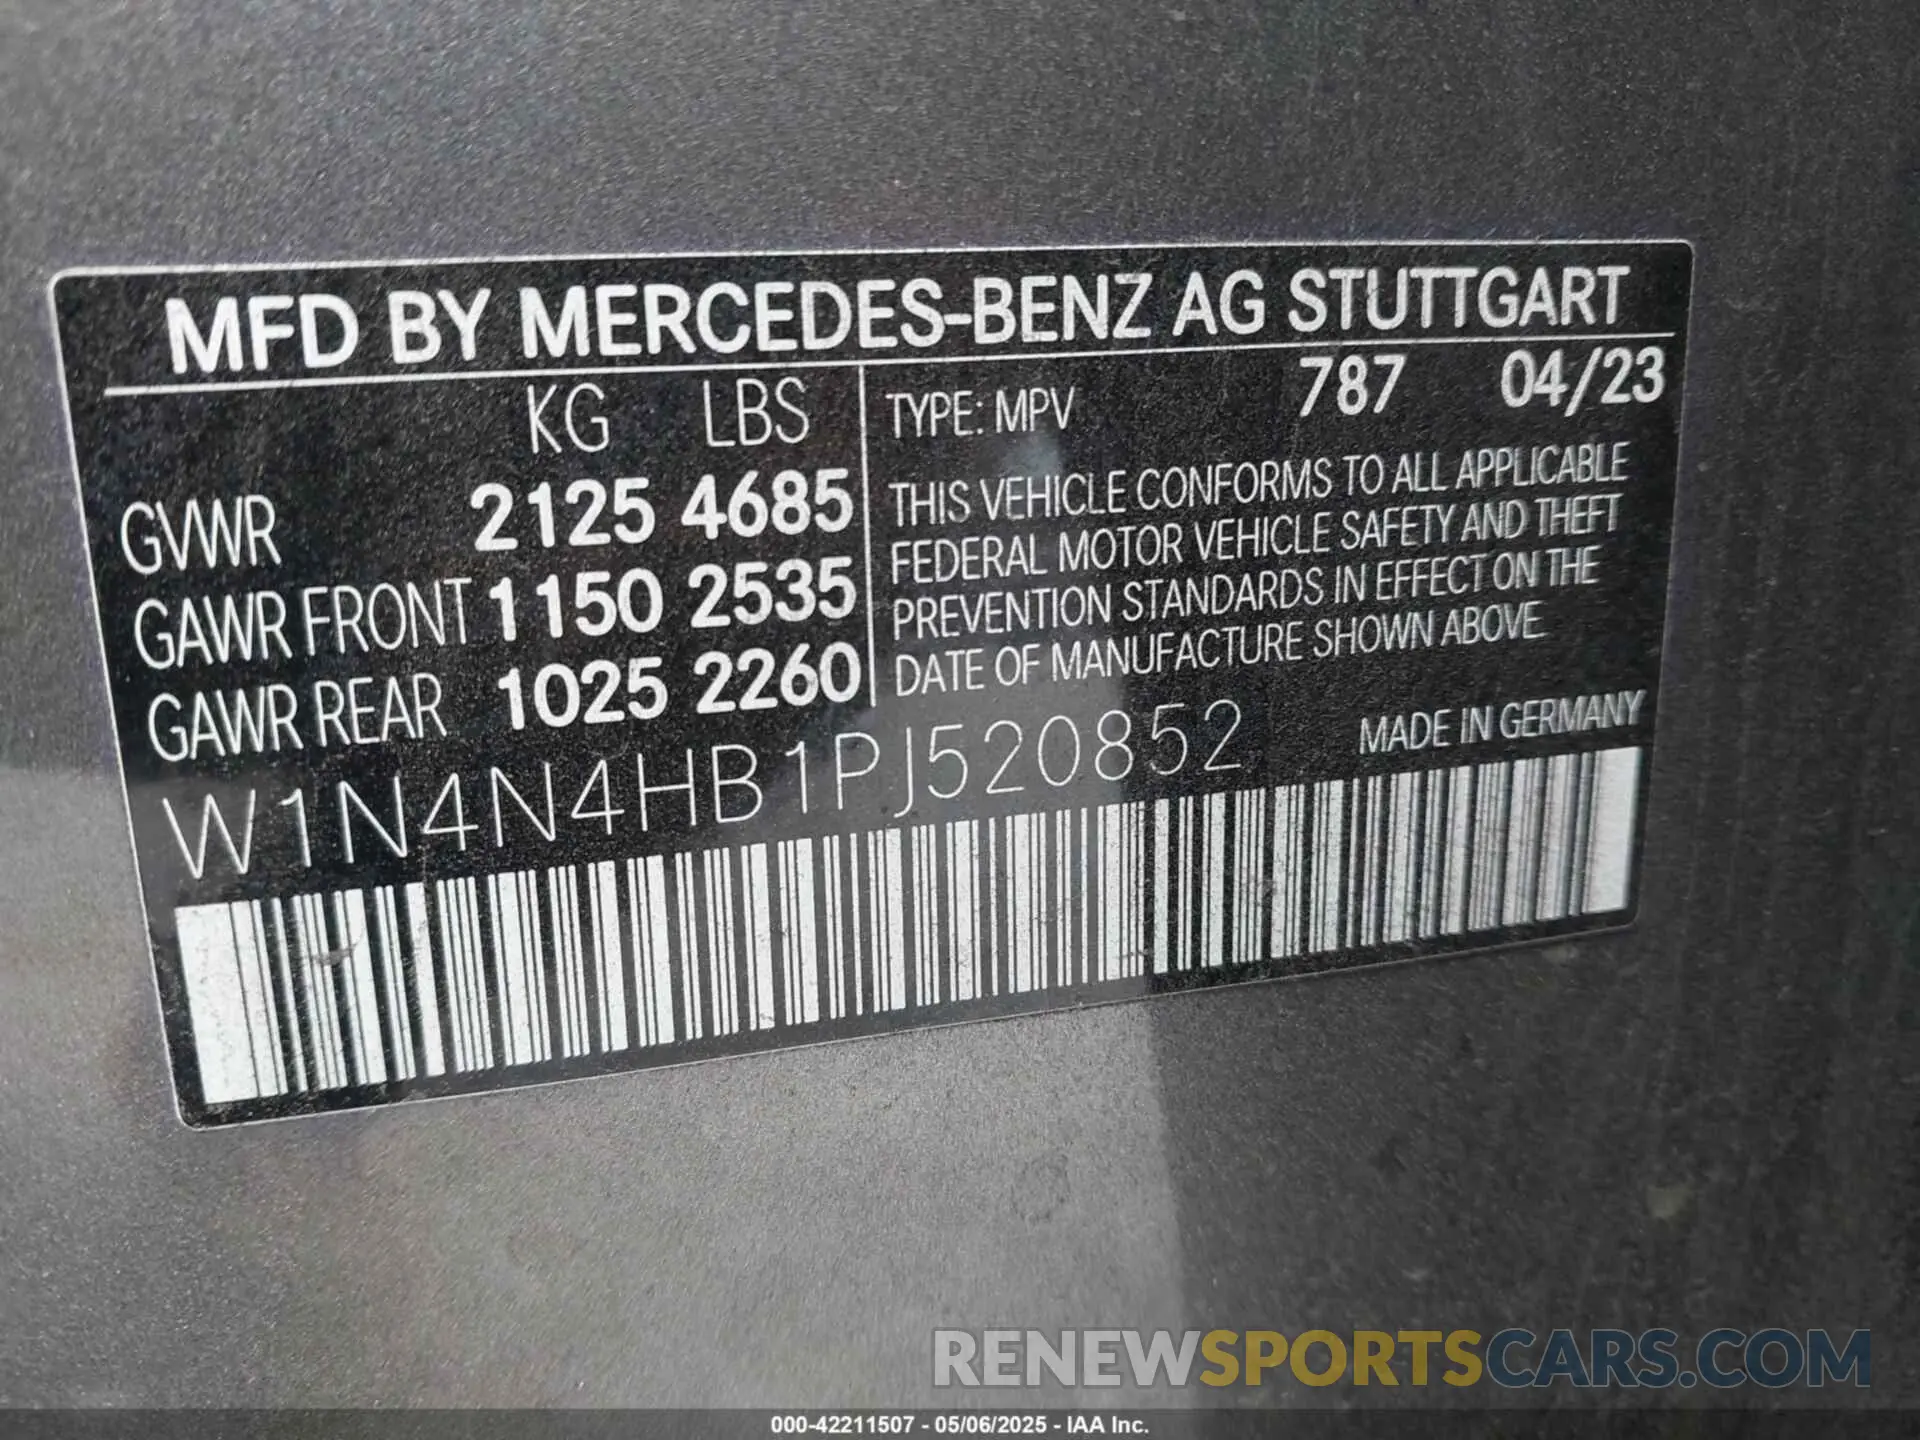 MFD BY MERCEDES-BENZ AG STUTTGART
KG LBS
GVWR 2125 4685
GAWR FRONT 1150 2535
GAWR REAR 1025 2260
TYPE: MPV 787 04/23
THIS VEHICLE CONFORMS TO ALL APPLICABLE
FEDERAL MOTOR VEHICLE SAFETY AND THEFT
PREVENTION STANDARDS IN EFFECT ON THE
DATE OF MANUFACTURE SHOWN ABOVE.
W1N4N4HB1PJ520852 MADE IN GERMANY
RENEWSPORTSCARS.COM
000-42211507 - 05/06/2025 - IAA Inc.